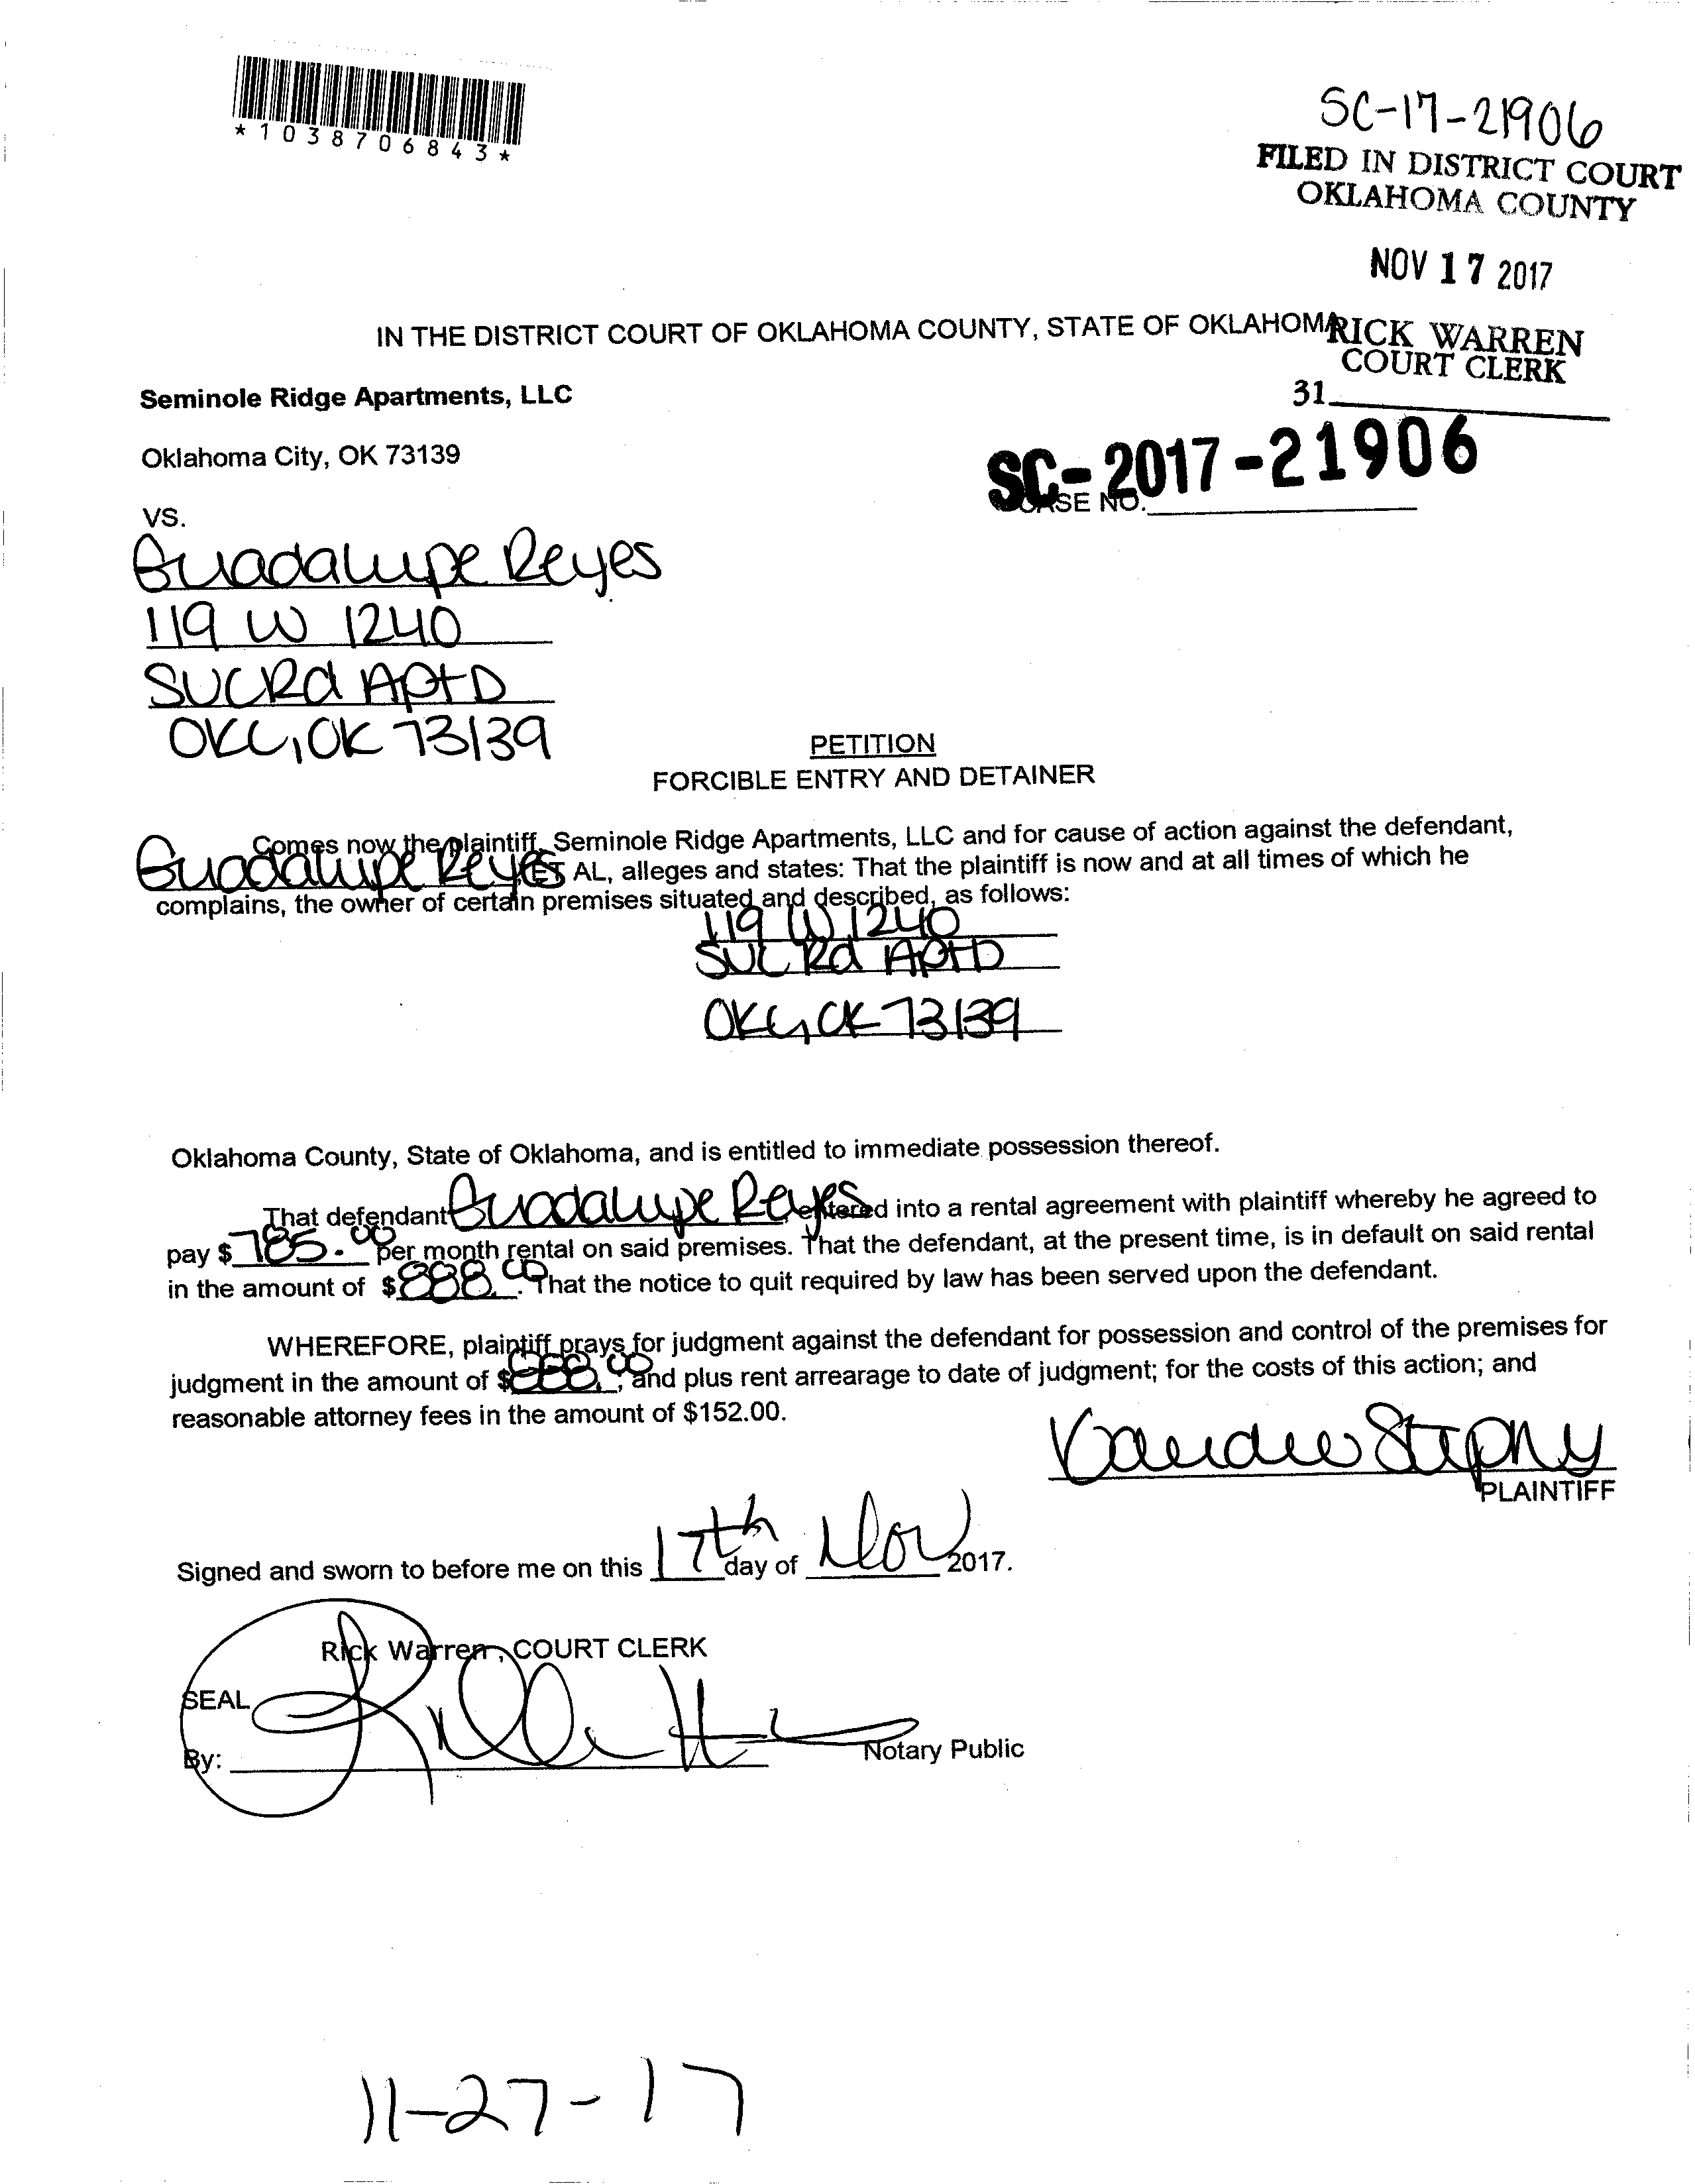 *1038706843*
SC-17-21906
FILED IN DISTRICT COURT
OKLAHOMA COUNTY
NOV 17 2017
IN THE DISTRICT COURT OF OKLAHOMA COUNTY, STATE OF OKLAHOMA
RICK WARREN
COURT CLERK
31
Seminole Ridge Apartments, LLC
Oklahoma City, OK 73139
SC-2017-21906
CASE NO.
VS.
Guadalupe Reyes
119 W 1240
SW Rd Apt D
OKC, OK 73139
PETITION
FORCIBLE ENTRY AND DETAINER
Comes now the plaintiff, Seminole Ridge Apartments, LLC and for cause of action against the defendant,
Guadalupe Reyes, ET AL, alleges and states: That the plaintiff is now and at all times of which he
complains, the owner of certain premises situated and described, as follows:
119 W 1240
Rd Apt D
OKC, OK 73139
Oklahoma County, State of Oklahoma, and is entitled to immediate possession thereof.
That defendant Guadalupe Reyes, entered into a rental agreement with plaintiff whereby he agreed to
pay $ 785.00 per month rental on said premises. That the defendant, at the present time, is in default on said rental
in the amount of $888.00. That the notice to quit required by law has been served upon the defendant.
WHEREFORE, plaintiff prays for judgment against the defendant for possession and control of the premises for
judgment in the amount of $888.00, and plus rent arrearage to date of judgment; for the costs of this action; and
reasonable attorney fees in the amount of $152.00.
PLAINTIFF
Signed and sworn to before me on this 17th day of Nov 2017.
Rick Warren, COURT CLERK
SEAL
By:
Notary Public
11-27-17